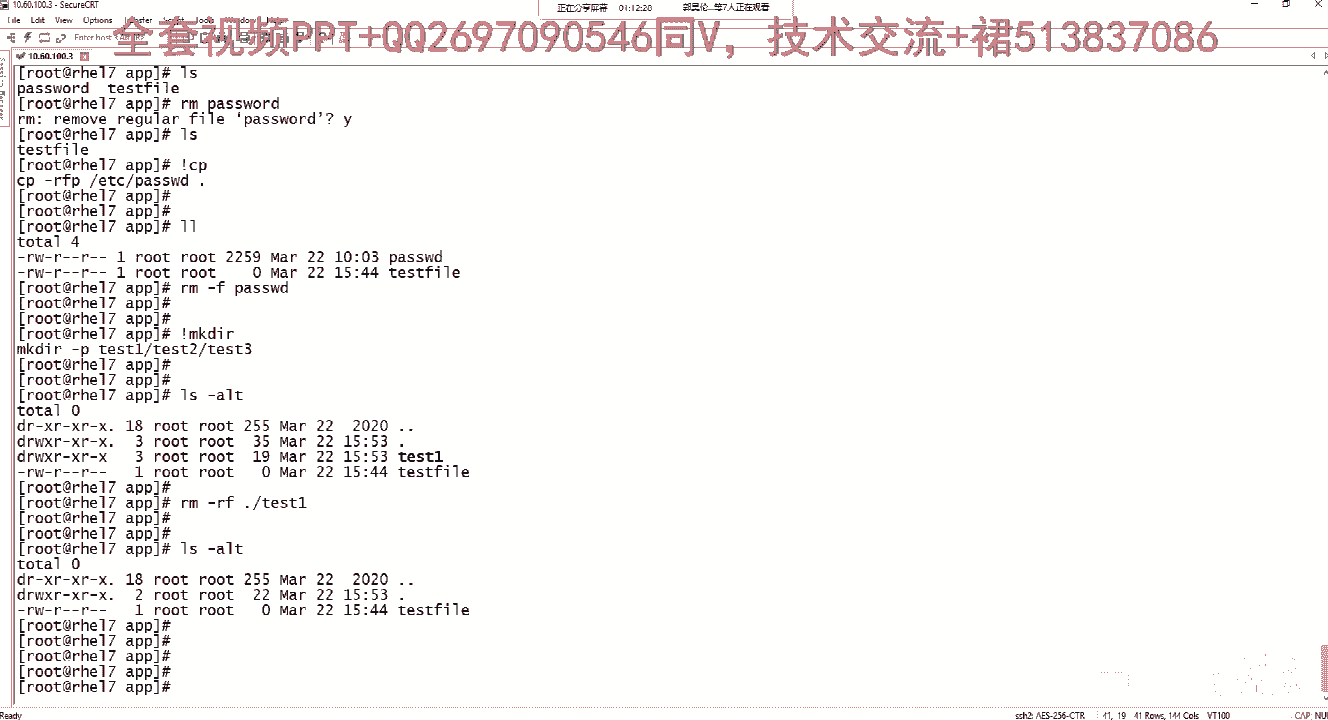 10.60.100.3 - SecureCRT
正在分享屏幕 01:12:28
File Edit View Options Transfer Script Tools Window Help
Enter host
全套视频PPT+QQ2697090546同V，技术交流+裙513837086
10.60.100.3
[root@rhel7 app]# ls
password  testfile
[root@rhel7 app]# rm password
rm: remove regular file ‘password’? y
[root@rhel7 app]# ls
testfile
[root@rhel7 app]# !cp
cp -rfp /etc/passwd .
[root@rhel7 app]#
[root@rhel7 app]#
[root@rhel7 app]# ll
total 4
-rw-r--r-- 1 root root 2259 Mar 22 10:03 passwd
-rw-r--r-- 1 root root    0 Mar 22 15:44 testfile
[root@rhel7 app]# rm -f passwd
[root@rhel7 app]#
[root@rhel7 app]#
[root@rhel7 app]# !mkdir
mkdir -p test1/test2/test3
[root@rhel7 app]#
[root@rhel7 app]#
[root@rhel7 app]# ls -alt
total 0
dr-xr-xr-x. 18 root root 255 Mar 22  2020 ..
drwxr-xr-x.  3 root root  35 Mar 22 15:53 .
drwxr-xr-x   3 root root  19 Mar 22 15:53 test1
-rw-r--r--   1 root root   0 Mar 22 15:44 testfile
[root@rhel7 app]#
[root@rhel7 app]# rm -rf ./test1
[root@rhel7 app]#
[root@rhel7 app]#
[root@rhel7 app]# ls -alt
total 0
dr-xr-xr-x. 18 root root 255 Mar 22  2020 ..
drwxr-xr-x.  2 root root  22 Mar 22 15:53 .
-rw-r--r--   1 root root   0 Mar 22 15:44 testfile
[root@rhel7 app]#
[root@rhel7 app]#
[root@rhel7 app]#
[root@rhel7 app]#
[root@rhel7 app]#
Ready ssh2: AES-256-CTR 41, 19 41 Rows, 144 Cols VT100 CAP NU